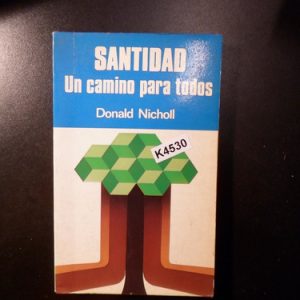 SANTIDAD
Un camino para todos
Donald Nicholl
K4530